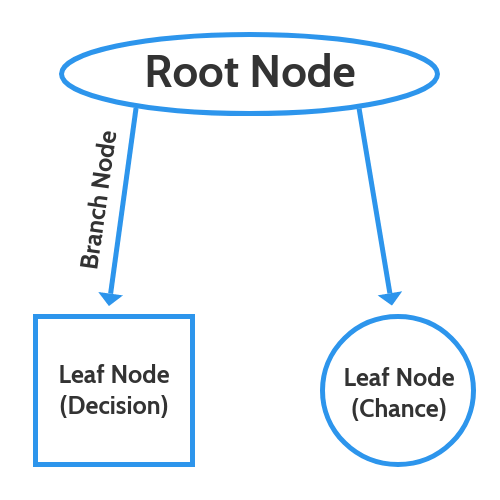 Root Node
Branch Node
Leaf Node
(Decision)
Leaf Node
(Chance)